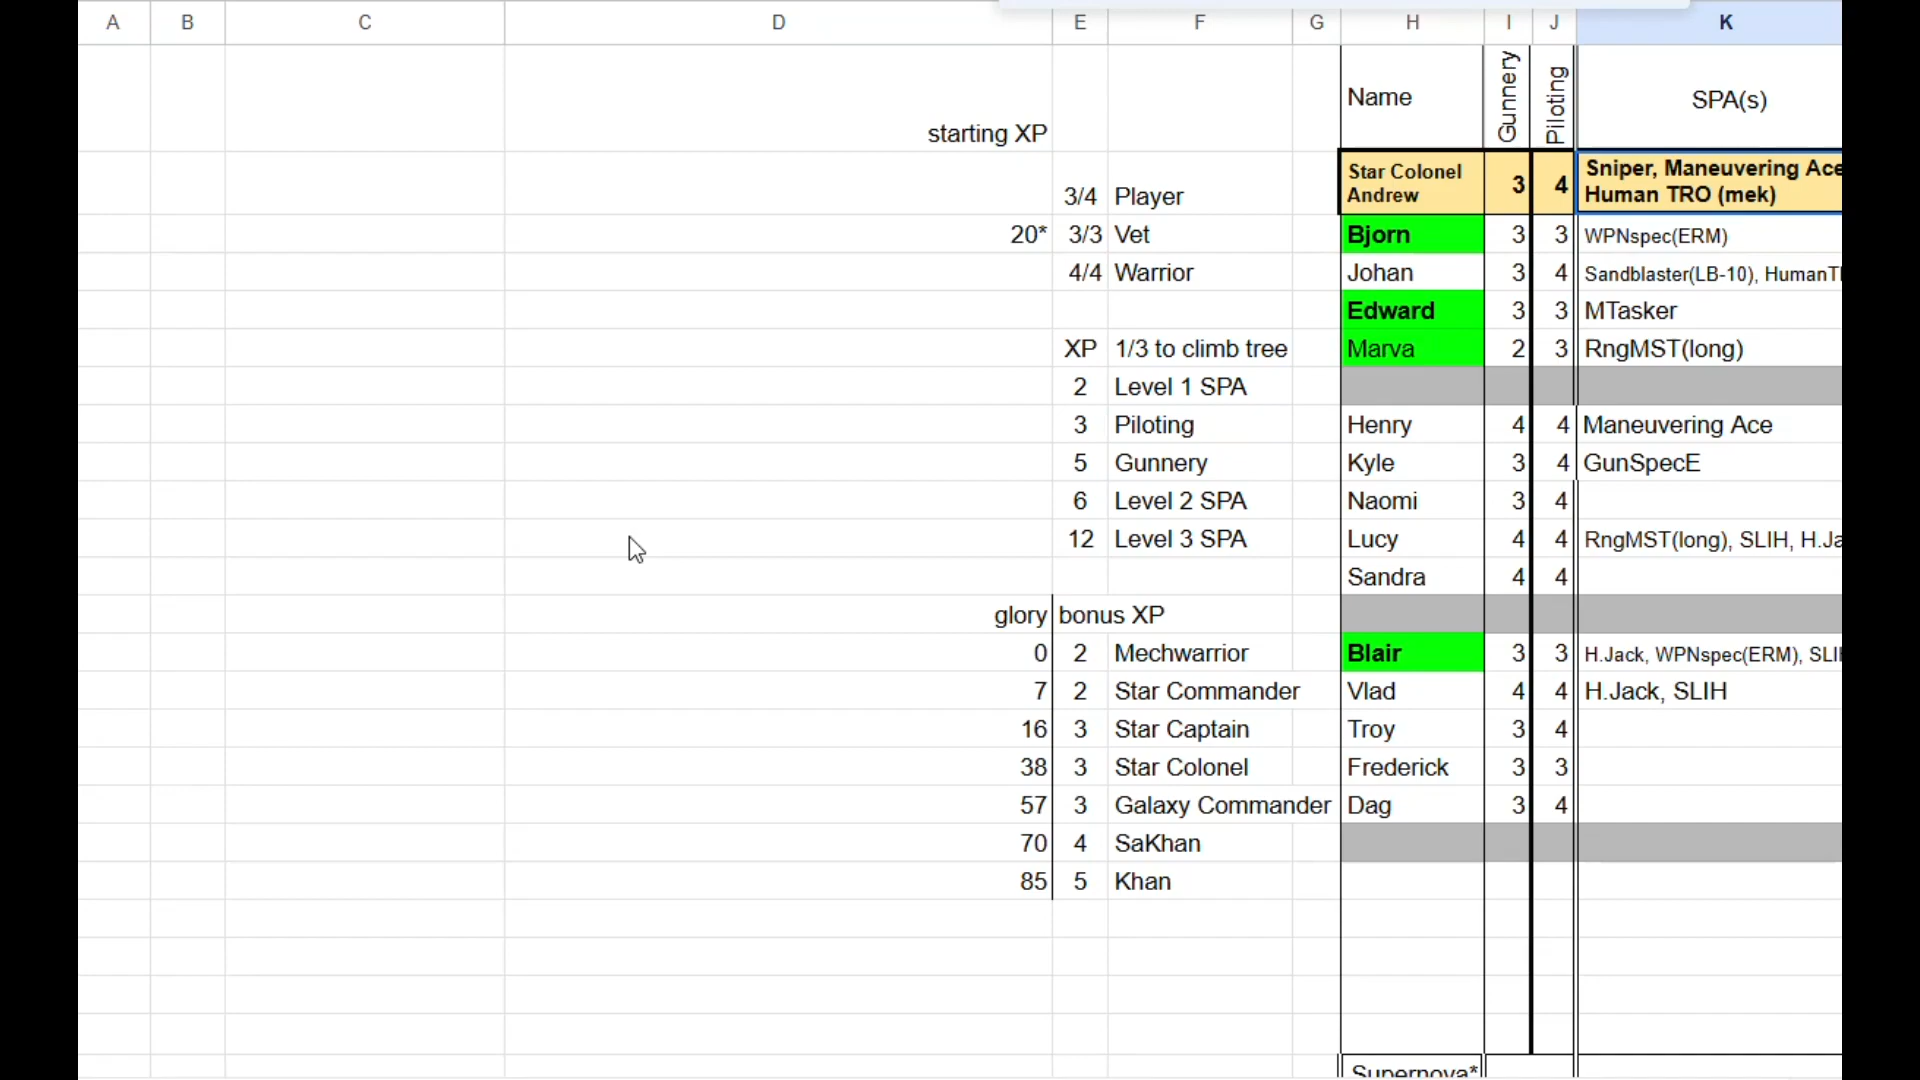 A B C D E F G H I J K
starting XP Name Gunnery Piloting SPA(s)
3/4 Player Star Colonel Andrew 3 4 Sniper, Maneuvering Ace
Human TRO (mek)
20* 3/3 Vet Bjorn 3 3 WPNspec(ERM)
4/4 Warrior Johan 3 4 Sandblaster(LB-10),
Edward 3 3 MTasker
XP 1/3 to climb tree Marva 2 3 RngMST(long)
2 Level 1 SPA
3 Piloting Henry 4 4 Maneuvering Ace
5 Gunnery Kyle 3 4 GunSpecE
6 Level 2 SPA Naomi 3 4
12 Level 3 SPA Lucy 4 4 RngMST(long), SLIH,
Sandra 4 4
glory bonus XP
0 2 Mechwarrior Blair 3 3 H.Jack, WPNspec(ERM),
7 2 Star Commander Vlad 4 4 H.Jack, SLIH
16 3 Star Captain Troy 3 4
38 3 Star Colonel Frederick 3 3
57 3 Galaxy Commander Dag 3 4
70 4 SaKhan
85 5 Khan
Supernova*